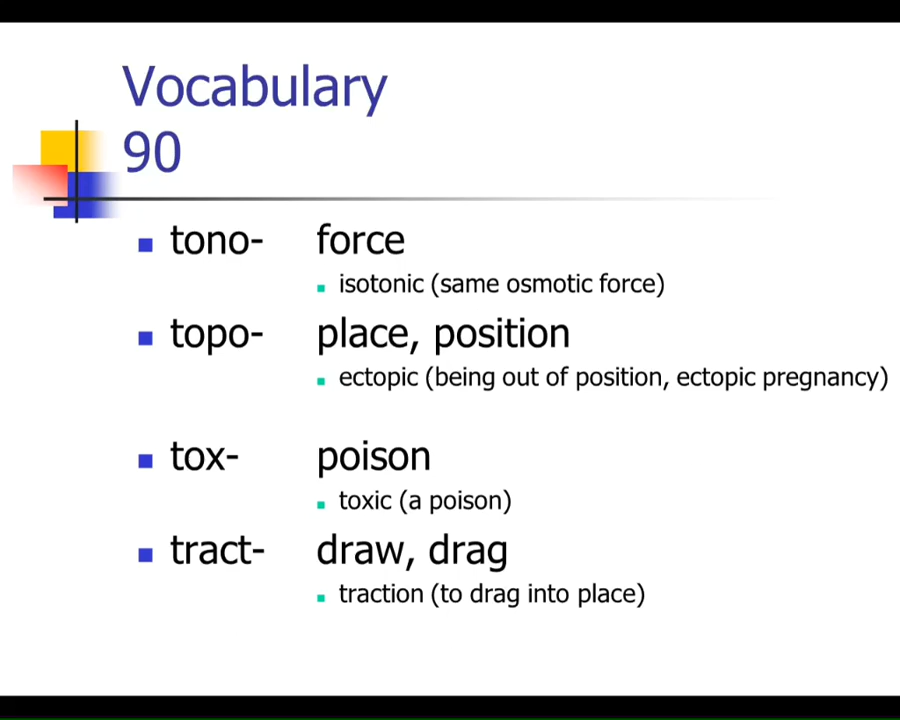 Vocabulary
90
tono- force
isotonic (same osmotic force)
topo- place, position
ectopic (being out of position, ectopic pregnancy)
tox- poison
toxic (a poison)
tract- draw, drag
traction (to drag into place)